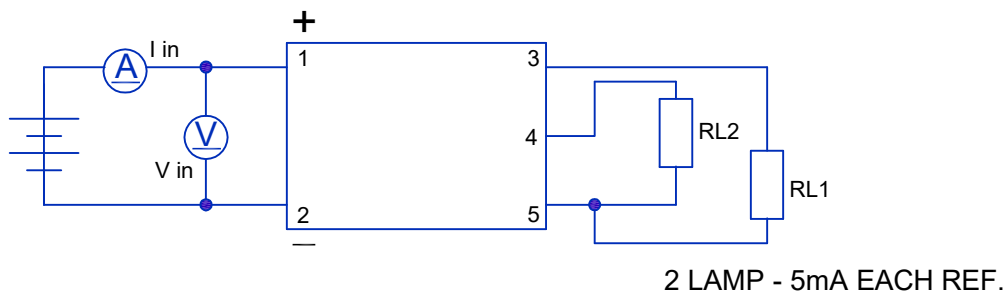 +
I in
A
1
3
4
V
V in
RL2
RL1
2
5
−
2 LAMP - 5mA EACH REF.